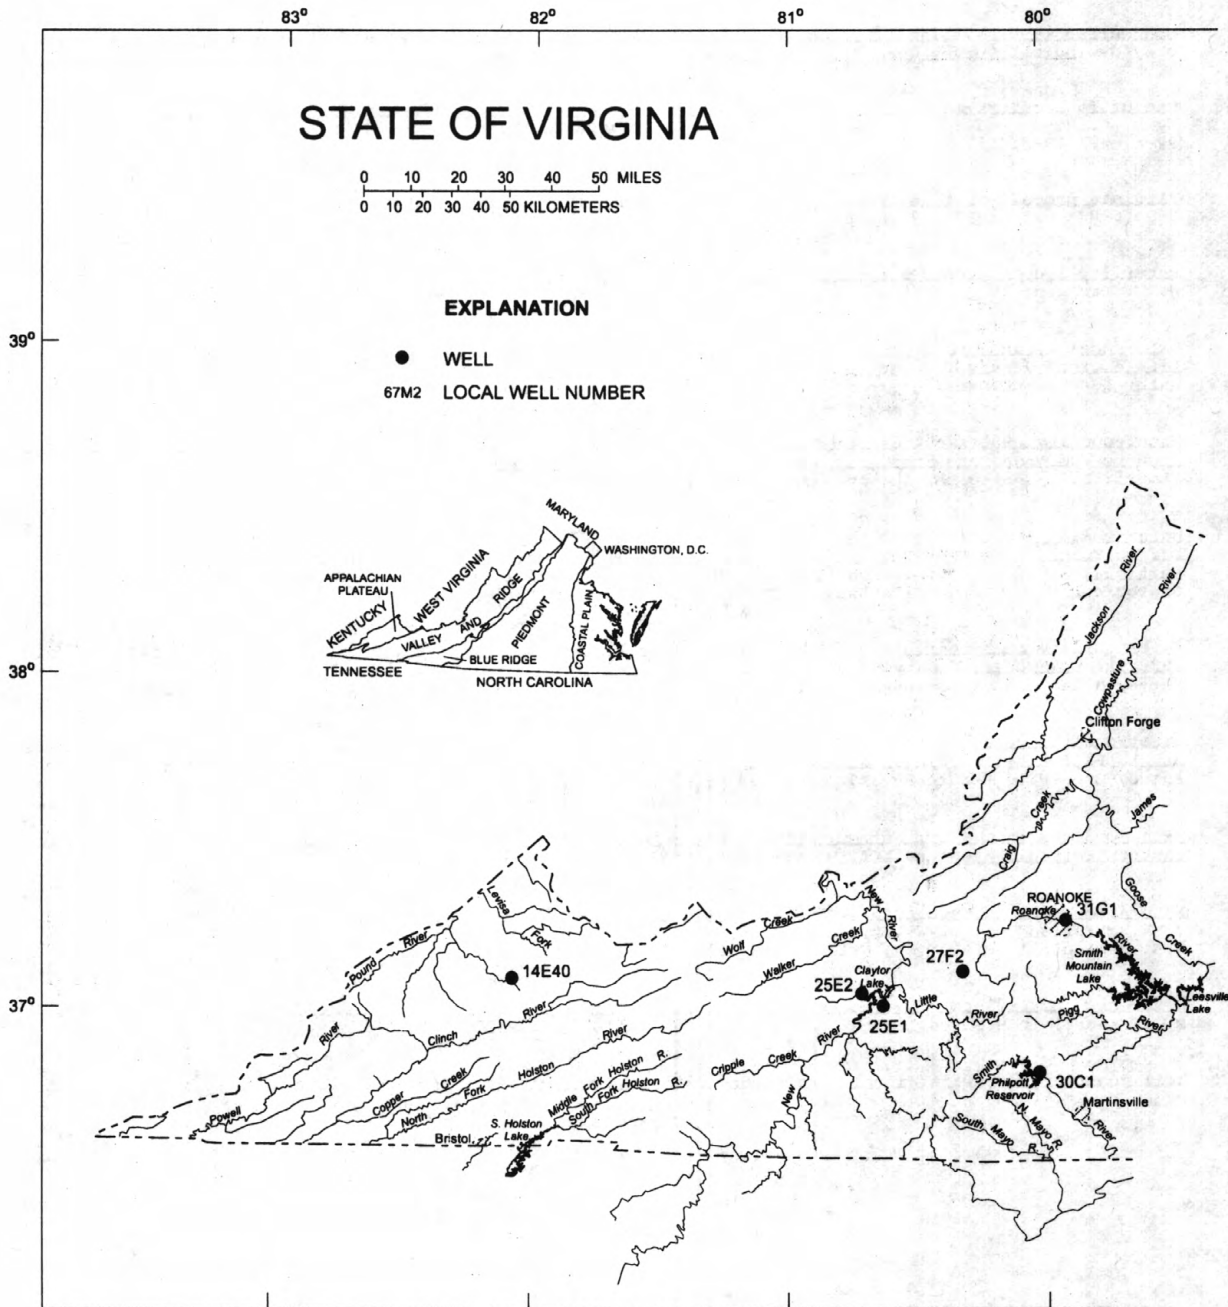 83° 82° 81° 80°
STATE OF VIRGINIA
0 10 20 30 40 50 MILES
0 10 20 30 40 50 KILOMETERS
EXPLANATION
39°
WELL
67M2 LOCAL WELL NUMBER
MARYLAND
WASHINGTON, D.C.
WEST VIRGINIA
APPALACHIAN
PLATEAU
KENTUCKY
VALLEY AND RIDGE
PIEDMONT
COASTAL PLAIN
BLUE RIDGE
TENNESSEE
NORTH CAROLINA
38°
Jackson River
Cowpasture River
Clifton Forge
Craig Creek
James
Goose Creek
ROANOKE
31G1
Roanoke River
Levisa Fork
Pound River
14E40
Wolf Creek
Walker Creek
New River
27F2
Smith
Mountain
Lake
Leesville
Lake
37°
25E2
Claytor
Lake
25E1
Little River
Pigg River
River
Clinch River
Powell
Copper Creek
North Fork Holston River
Middle Fork Holston R.
South Fork Holston R.
Cripple Creek
New River
Smith River
30C1
Philpott
Reservoir
Martinsville
N. Mayo R.
South Mayo R.
Bristol
S. Holston
Lake